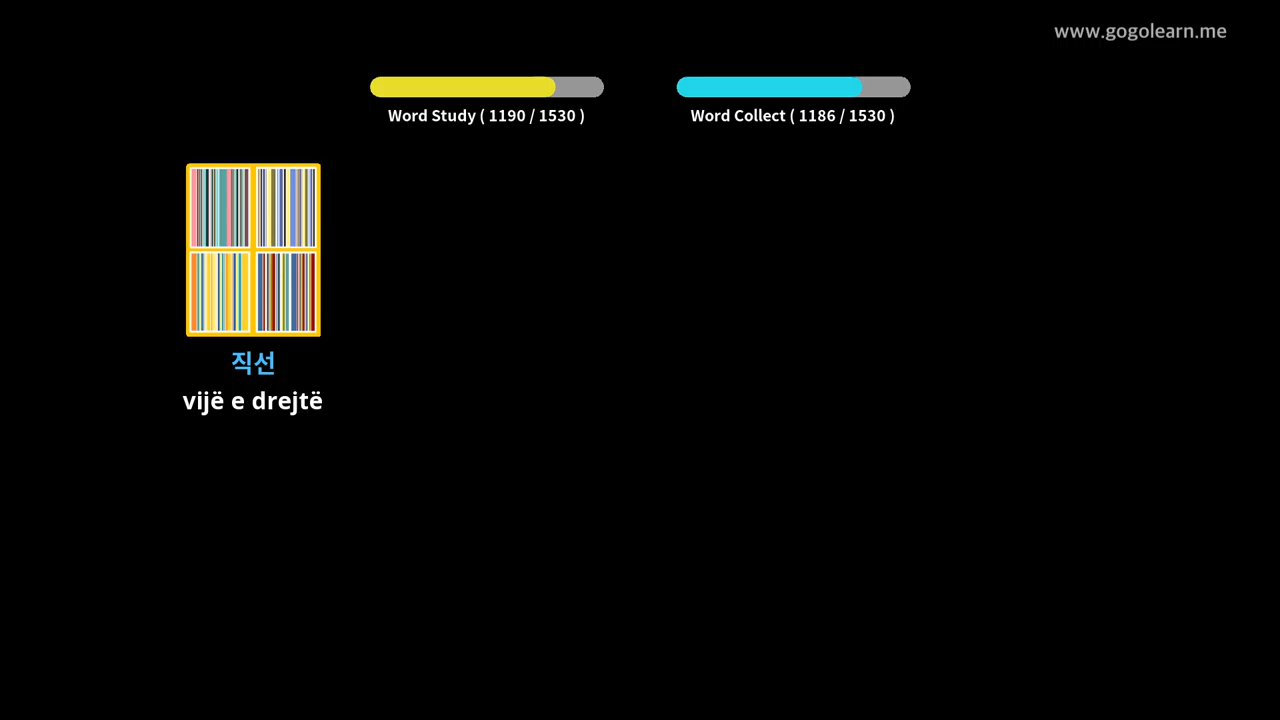 www.gogolearn.me
Word Study ( 1190 / 1530 )
Word Collect ( 1186 / 1530 )
직선
vijë e drejtë